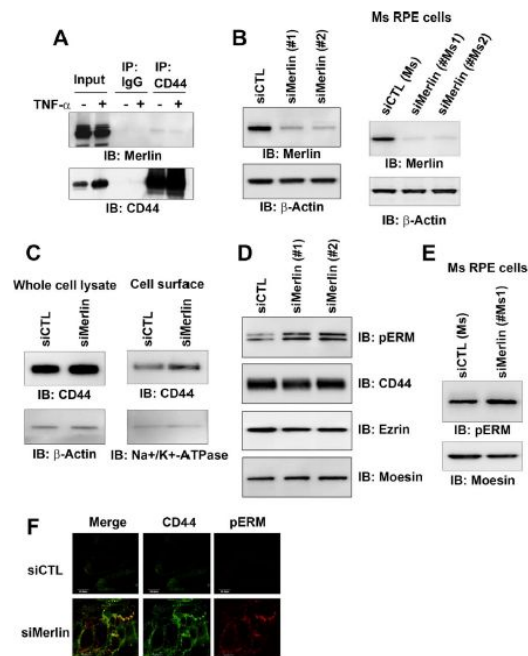 A
Input
IP: IgG
IP: CD44
TNF-α - + - + - +
IB: Merlin
IB: CD44
B
siCTL
siMerlin (#1)
siMerlin (#2)
IB: Merlin
IB: β-Actin
Ms RPE cells
siCTL (Ms)
siMerlin (#Ms1)
siMerlin (#Ms2)
IB: Merlin
IB: β-Actin
C
Whole cell lysate
siCTL
siMerlin
IB: CD44
IB: β-Actin
Cell surface
siCTL
siMerlin
IB: CD44
IB: Na+/K+-ATPase
D
siCTL
siMerlin (#1)
siMerlin (#2)
IB: pERM
IB: CD44
IB: Ezrin
IB: Moesin
E
Ms RPE cells
siCTL (Ms)
siMerlin (#Ms1)
IB: pERM
IB: Moesin
F
Merge CD44 pERM
siCTL
siMerlin